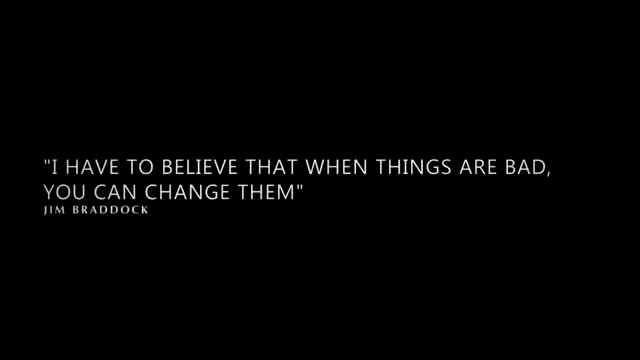 "I HAVE TO BELIEVE THAT WHEN THINGS ARE BAD,
YOU CAN CHANGE THEM"
JIM BRADDOCK